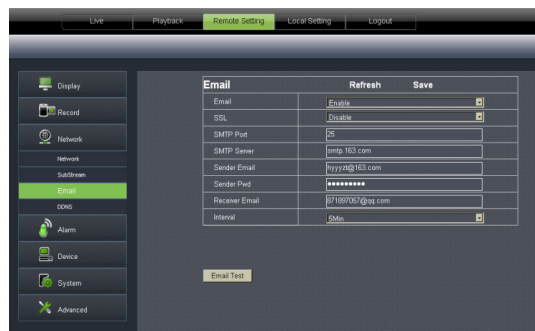 Live Playback Remote Setting Local Setting Logout
Display
Record
Network
Network
SubStream
Email
DDNS
Alarm
Device
System
Advanced
Email Refresh Save
Email Enable
SSL Disable
SMTP Port 25
SMTP Server smtp.163.com
Sender Email hyyyzt@163.com
Sender Pwd •••••••••
Receiver Email 871897057@qq.com
Interval 5Min
Email Test